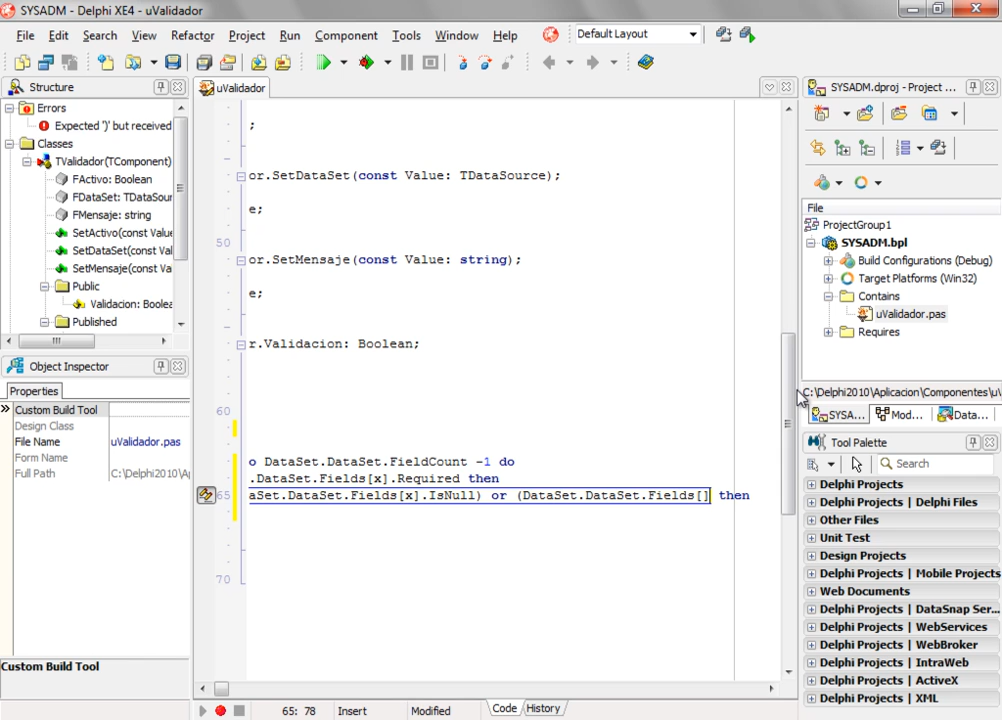 SYSADM - Delphi XE4 - uValidador
File Edit Search View Refactor Project Run Component Tools Window Help Default Layout
Structure
Errors
Expected ')' but received
Classes
TValidador(TComponent)
FActivo: Boolean
FDataSet: TDataSour
FMensaje: string
SetActivo(const Value
SetDataSet(const Val
SetMensaje(const Va
Public
Validacion: Boolea
Published
Object Inspector
Properties
Custom Build Tool
Design Class
File Name uValidador.pas
Form Name
Full Path C:\Delphi2010\Ap
Custom Build Tool
uValidador
;
or.SetDataSet(const Value: TDataSource);
e;
50
or.SetMensaje(const Value: string);
e;
r.Validacion: Boolean;
60
o DataSet.DataSet.FieldCount -1 do
.DataSet.Fields[x].Required then
65 aSet.DataSet.Fields[x].IsNull) or (DataSet.DataSet.Fields[] then
70
65: 78 Insert Modified Code History
SYSADM.dproj - Project ...
File
ProjectGroup1
SYSADM.bpl
Build Configurations (Debug)
Target Platforms (Win32)
Contains
uValidador.pas
Requires
C:\Delphi2010\Aplicacion\Componentes\u\
SYSA... Mod... Data...
Tool Palette
Search
Delphi Projects
Delphi Projects | Delphi Files
Other Files
Unit Test
Design Projects
Delphi Projects | Mobile Projects
Web Documents
Delphi Projects | DataSnap Ser...
Delphi Projects | WebServices
Delphi Projects | WebBroker
Delphi Projects | IntraWeb
Delphi Projects | ActiveX
Delphi Projects | XML